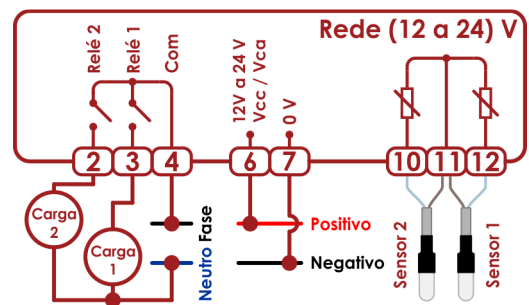 Rede (12 a 24) V
Relé 2
Relé 1
Com
12V a 24 V
Vcc / Vca
0 V
2
3
4
6
7
10
11
12
Carga
2
Carga
1
Fase
Neutro
Positivo
Negativo
Sensor 2
Sensor 1